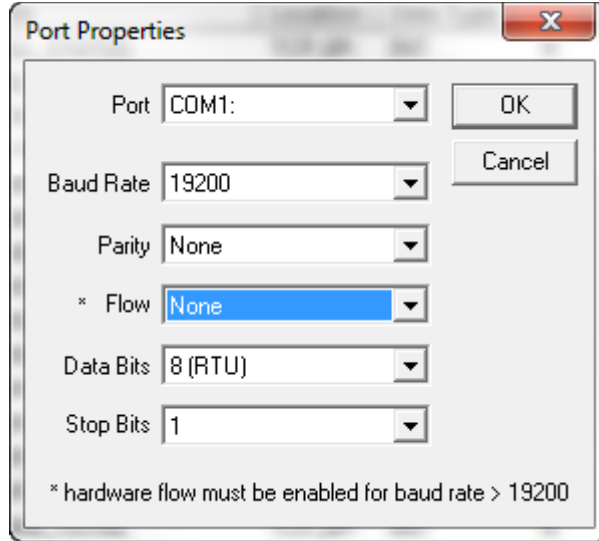 Port Properties
Port COM1: OK
Cancel
Baud Rate 19200
Parity None
* Flow None
Data Bits 8 (RTU)
Stop Bits 1
* hardware flow must be enabled for baud rate > 19200